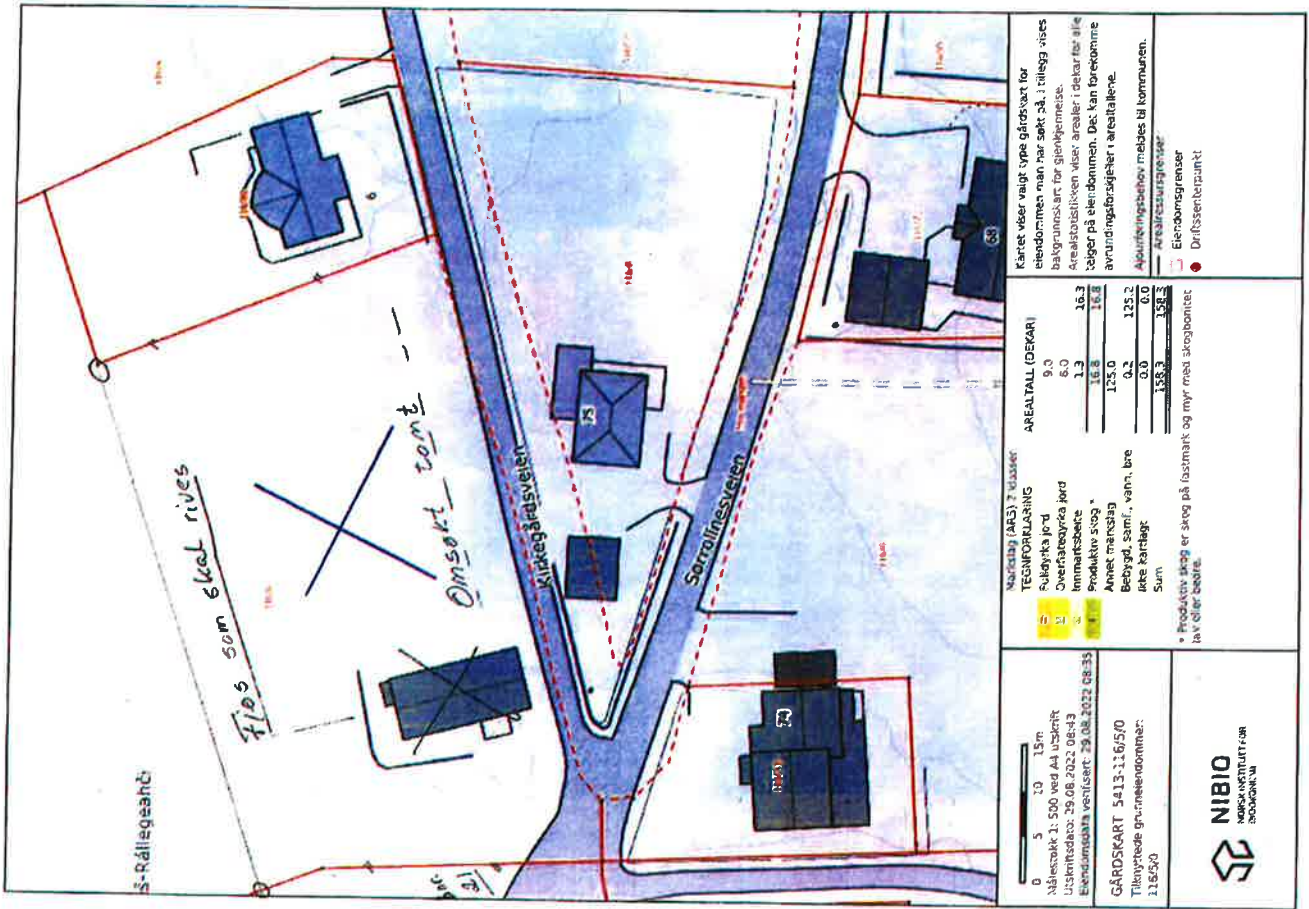 š-Rállegeahči
Fjøs som skal rives
Omsøkt tomt
6
Kirkegårdsveien
75
Sørrollnesveien
68
73
0 5 10 15m
Målestokk 1: 500 ved A4 utskrift
Utskriftsdato: 29.08.2022 08:43
Eiendomsdata verifisert: 29.08.2022 08:35
GÅRDSKART 5413-116/5/0
Tilknyttede grunneiendommer:
116/5/0
NIBIO
NORSK INSTITUTT FOR
BIOØKONOMI
Markslag (AR5) 7 klasser
TEGNFORKLARING AREALTALL (DEKAR)
Fulldyrka jord 9.0
Overflatedyrka jord 6.0
Innmarksbeite 1.3 16.3
Produktiv skog * 16.8 16.8
Annet markslag 125.0
Bebygd, samf., vann, bre 0.2 125.2
Ikke kartlagt 0.0 0.0
Sum 158.3 158.3
* Produktiv skog er skog på fastmark og myr med skogbonitet
lav eller bedre.
Kartet viser valgt type gårdskart for
eiendommen man har søkt på. I tillegg vises
bakgrunnskart for gjenkjennelse.
Arealstatistikken viser arealer i dekar for alle
teiger på eiendommen. Det kan forekomme
avrundingsforskjeller i arealtallene.
Ajourføringsbehov meldes til kommunen.
Arealressursgrenser
Eiendomsgrenser
Driftssenterpunkt